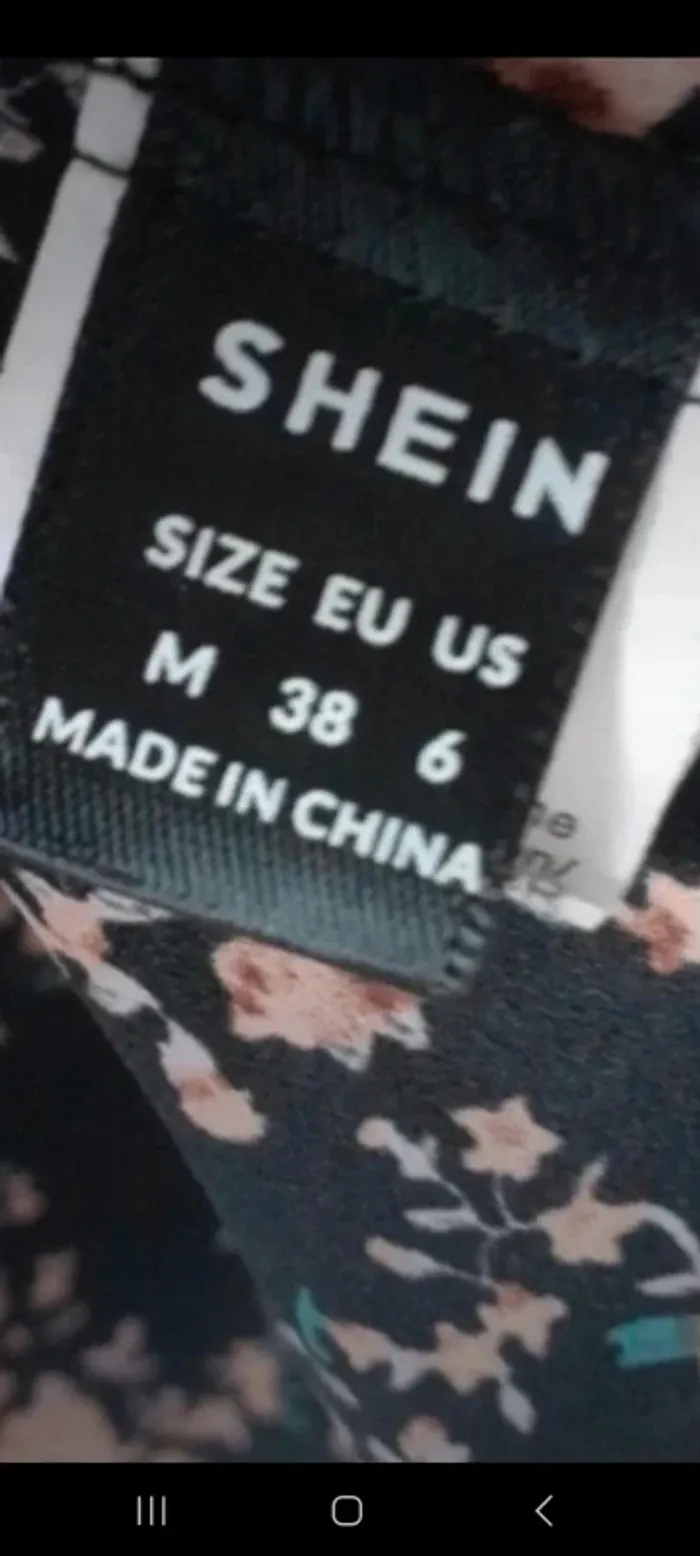 SHEIN
SIZE EU US
M 38 6
MADE IN CHINA